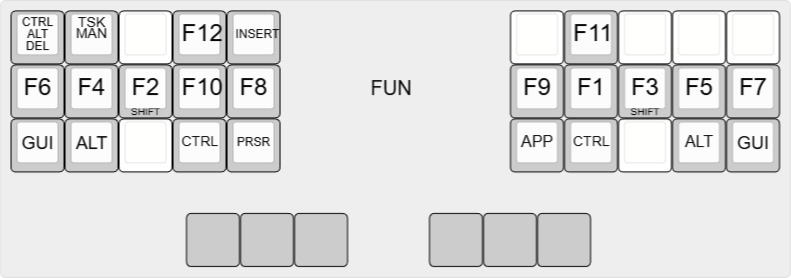 CTRL
ALT
DEL
TSK
MAN
F12
INSERT
F11
F6
F4
F2
SHIFT
F10
F8
FUN
F9
F1
F3
SHIFT
F5
F7
GUI
ALT
CTRL
PRSR
APP
CTRL
ALT
GUI